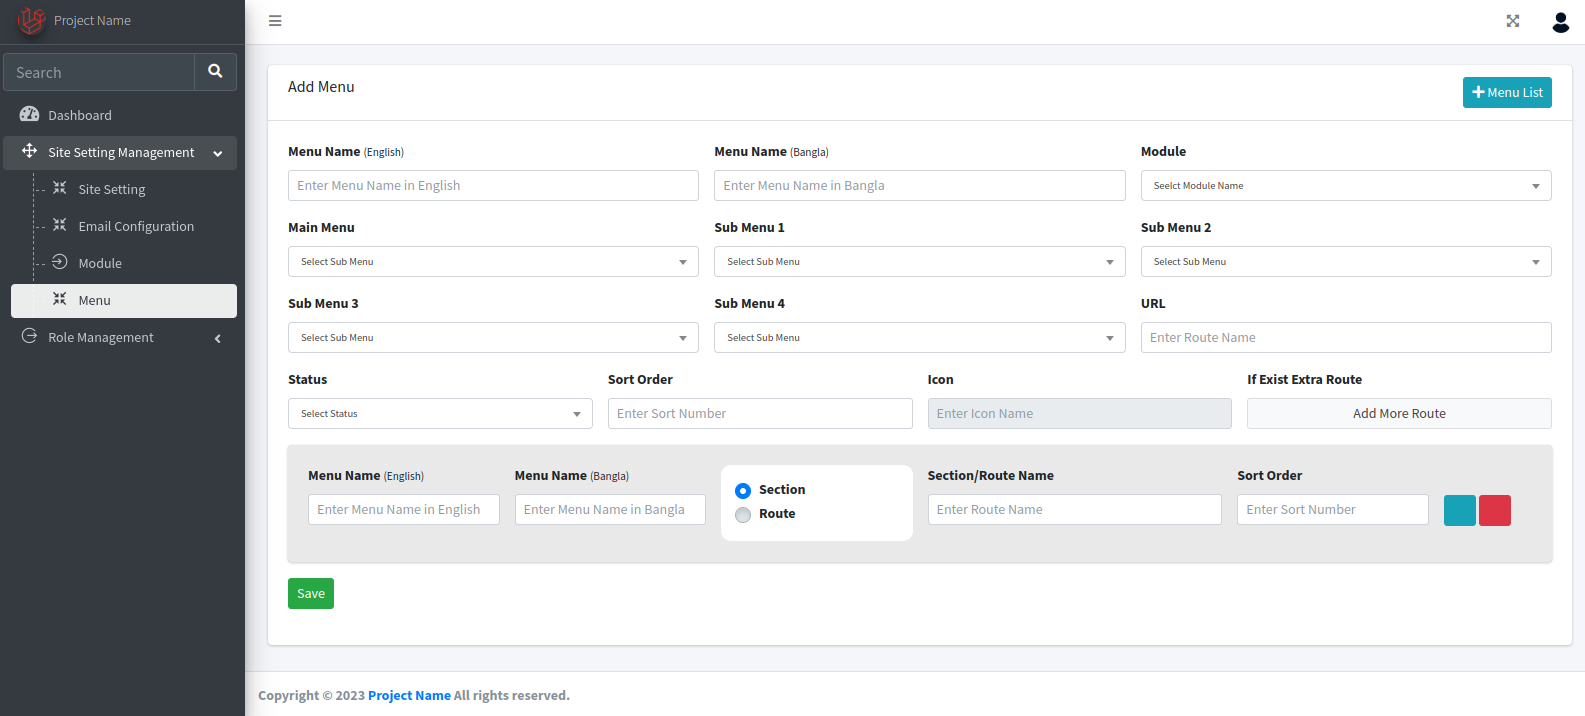 Project Name
Search
Dashboard
Site Setting Management
Site Setting
Email Configuration
Module
Menu
Role Management
Add Menu
Menu List
Menu Name (English)
Menu Name (Bangla)
Module
Enter Menu Name in English
Enter Menu Name in Bangla
Seelct Module Name
Main Menu
Sub Menu 1
Sub Menu 2
Select Sub Menu
Select Sub Menu
Select Sub Menu
Sub Menu 3
Sub Menu 4
URL
Select Sub Menu
Select Sub Menu
Enter Route Name
Status
Sort Order
Icon
If Exist Extra Route
Select Status
Enter Sort Number
Enter Icon Name
Add More Route
Menu Name (English)
Menu Name (Bangla)
Section
Route
Section/Route Name
Sort Order
Enter Menu Name in English
Enter Menu Name in Bangla
Enter Route Name
Enter Sort Number
Save
Copyright © 2023 Project Name All rights reserved.